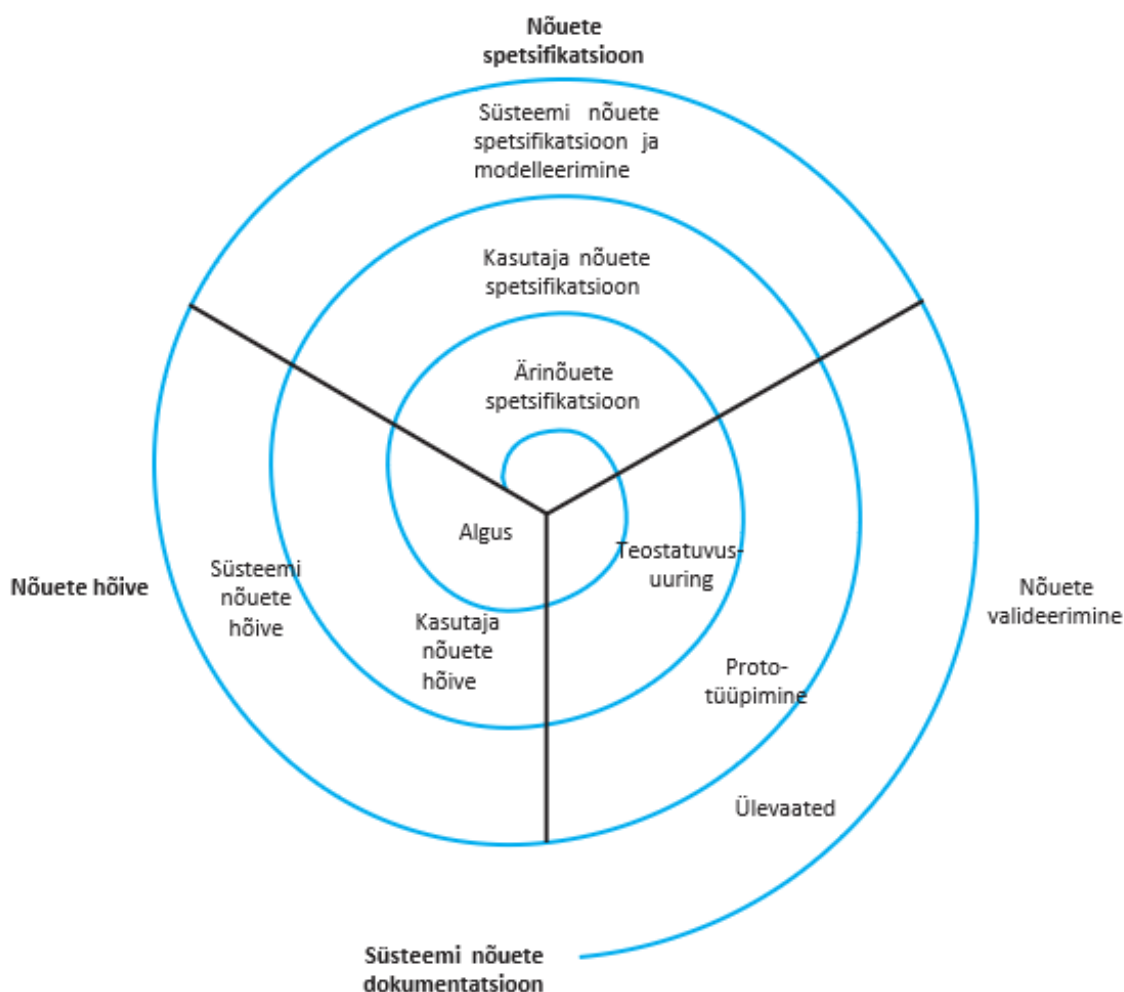 Nõuete
spetsifikatsioon
Süsteemi nõuete
spetsifikatsioon ja
modelleerimine
Kasutaja nõuete
spetsifikatsioon
Ärinõuete
spetsifikatsioon
Algus
Teostatuvus-
uuring
Nõuete hõive
Süsteemi
nõuete
hõive
Kasutaja
nõuete
hõive
Nõuete
valideerimine
Proto-
tüüpimine
Ülevaated
Süsteemi nõuete
dokumentatsioon